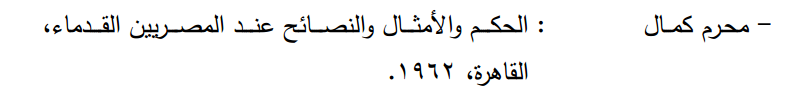 – محرم كمال : الحكم والأمثال والنصائح عند المصريين القدماء،
القاهرة، ١٩٦٢.